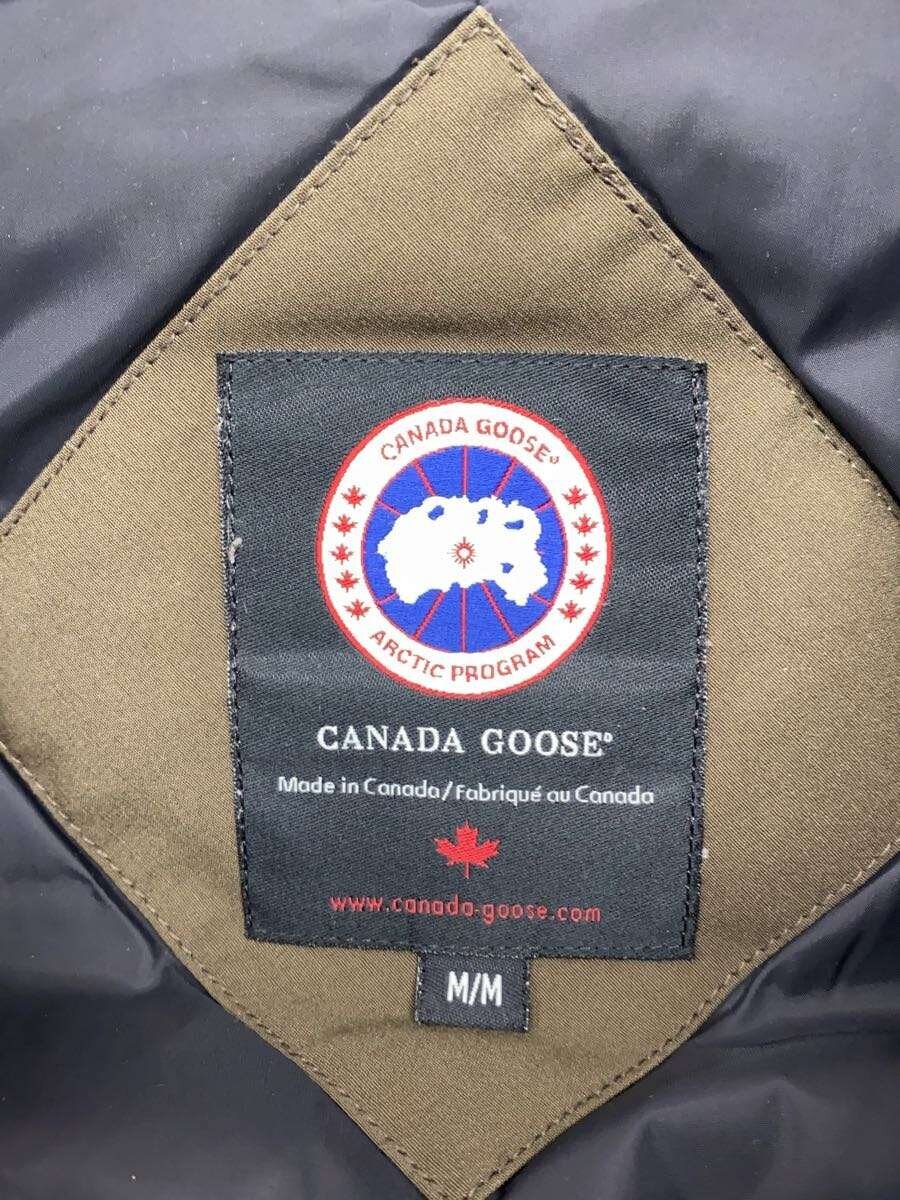 CANADA GOOSE®
ARCTIC PROGRAM
CANADA GOOSE®
Made in Canada/Fabriqué au Canada
www.canada-goose.com
M/M